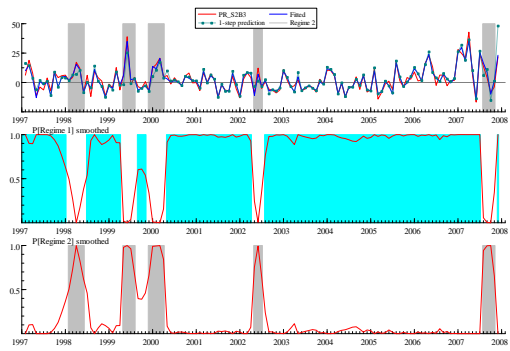 PR_S2B3 Fitted
1-step prediction Regime 2
50
25
0
1997 1998 1999 2000 2001 2002 2003 2004 2005 2006 2007 2008
P[Regime 1] smoothed
1.0
0.5
1997 1998 1999 2000 2001 2002 2003 2004 2005 2006 2007 2008
P[Regime 2] smoothed
1.0
0.5
1997 1998 1999 2000 2001 2002 2003 2004 2005 2006 2007 2008